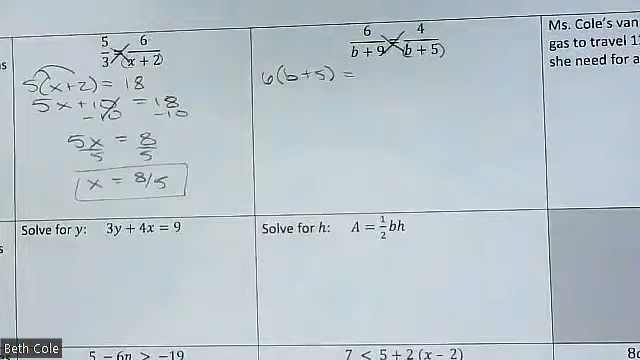 5/3 = 6/(x + 2)
5(x+2) = 18
5x + 10 = 18
-10 -10
5x/5 = 8/5
x = 8/5
6/(b + 9) = 4/(b + 5)
6(b+5) =
Ms. Cole's van
gas to travel
she need for a
Solve for y: 3y + 4x = 9
Solve for h: A = 1/2 bh
5 − 6n > −19
7 < 5 + 2(x − 2)
Beth Cole